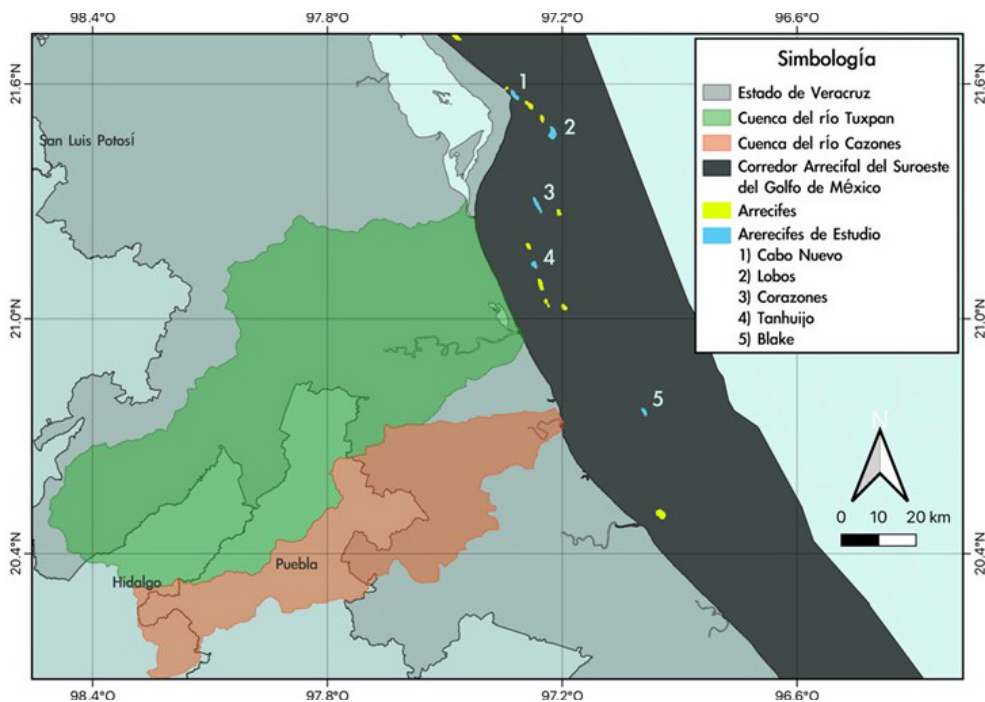 98.4°O 97.8°O 97.2°O 96.6°O
21.6°N
21.0°N
20.4°N
21.6°N
21.0°N
20.4°N
98.4°O 97.8°O 97.2°O 96.6°O
San Luis Potosí
Hidalgo
Puebla
1
2
3
4
5
Simbología
Estado de Veracruz
Cuenca del río Tuxpan
Cuenca del río Cazones
Corredor Arrecifal del Suroeste
del Golfo de México
Arrecifes
Arerecifes de Estudio
1) Cabo Nuevo
2) Lobos
3) Corazones
4) Tanhuijo
5) Blake
N
0 10 20 km